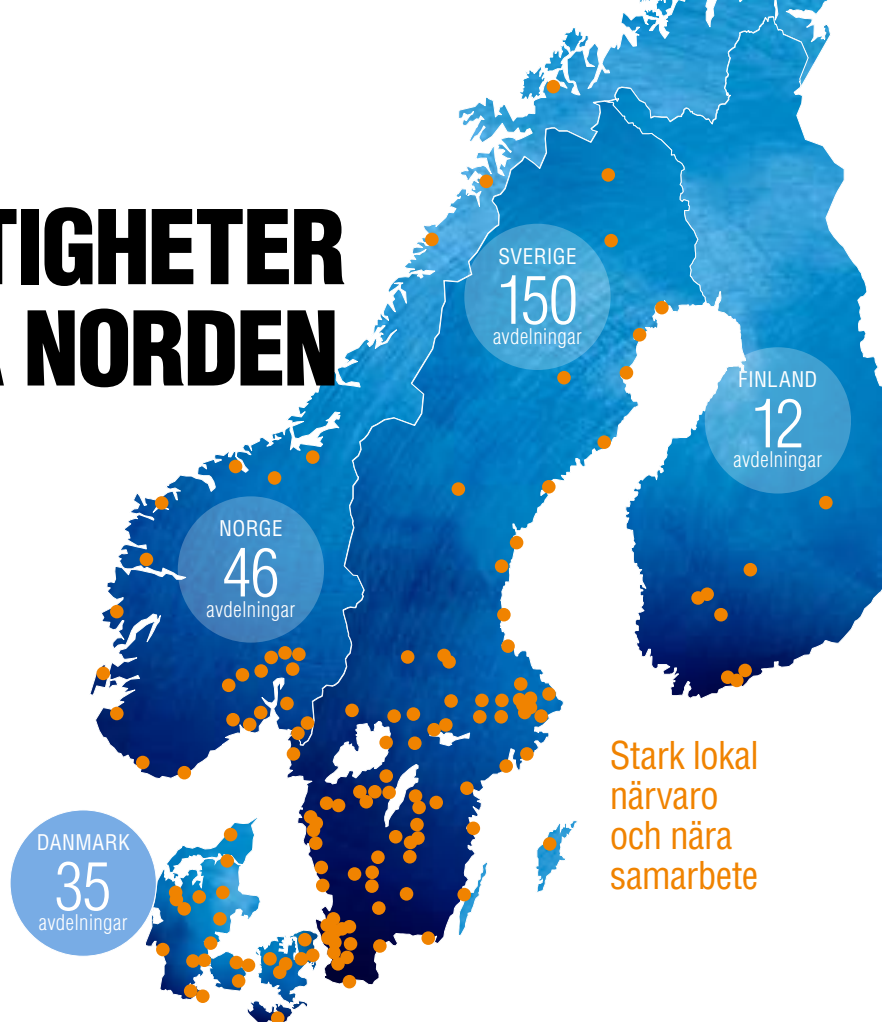 TIGHETER
NORDEN
SVERIGE
150
avdelningar
FINLAND
12
avdelningar
NORGE
46
avdelningar
Stark lokal
närvaro
och nära
samarbete
DANMARK
35
avdelningar